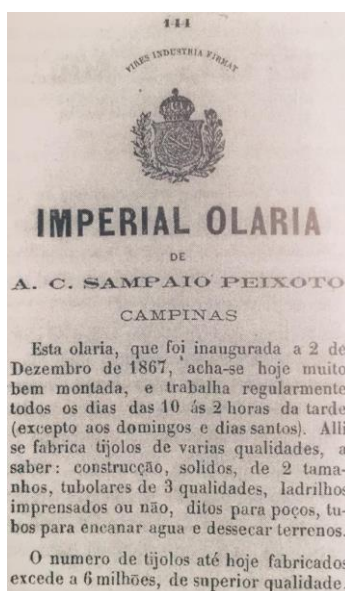 111
VIRES INDUSTRIA FIRMAT
IMPERIAL OLARIA
DE
A. C. SAMPAIO PEIXOTO
CAMPINAS
Esta olaria, que foi inaugurada a 2 de
Dezembro de 1867, acha-se hoje muito
bem montada, e trabalha regularmente
todos os dias das 10 ás 2 horas da tarde
(excepto aos domingos e dias santos). Alli
se fabrica tijolos de varias qualidades, a
saber: construcção, solidos, de 2 tama-
nhos, tubolares de 3 qualidades, ladrilhos
imprensados ou não, ditos para poços, tu-
bos para encanar agua e dessecar terrenos.
O numero de tijolos até hoje fabricados
excede a 6 milhões, de superior qualidade.